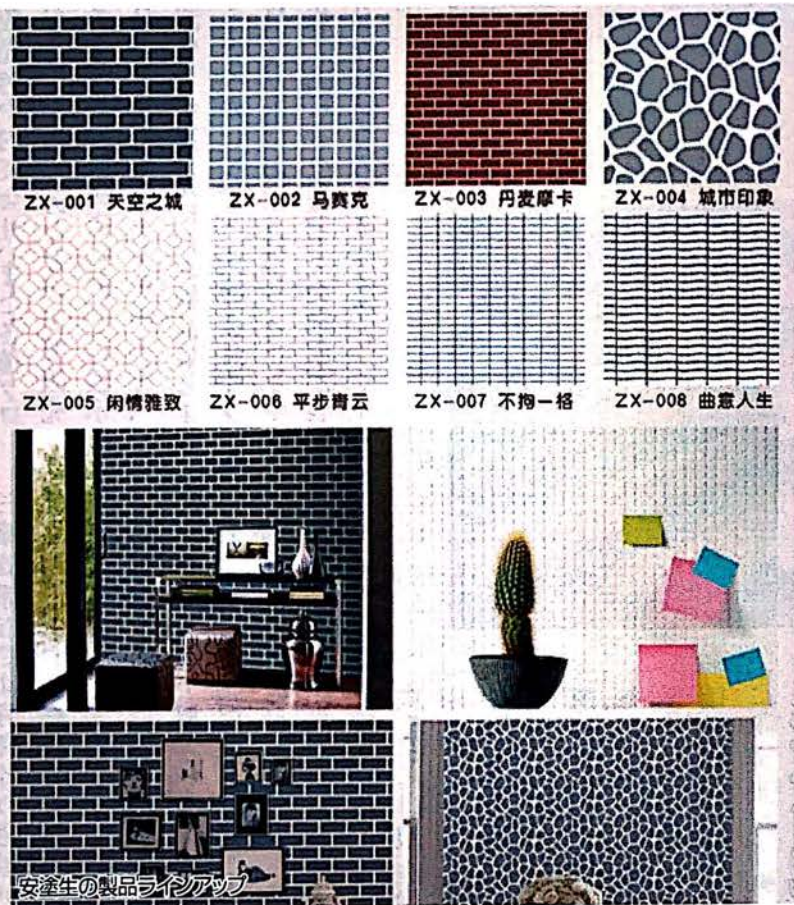 ZX-001 天空之城
ZX-002 马赛克
ZX-003 丹麦摩卡
ZX-004 城市印象
ZX-005 闲情雅致
ZX-006 平步青云
ZX-007 不拘一格
ZX-008 曲意人生
安塗生の製品ラインアップ